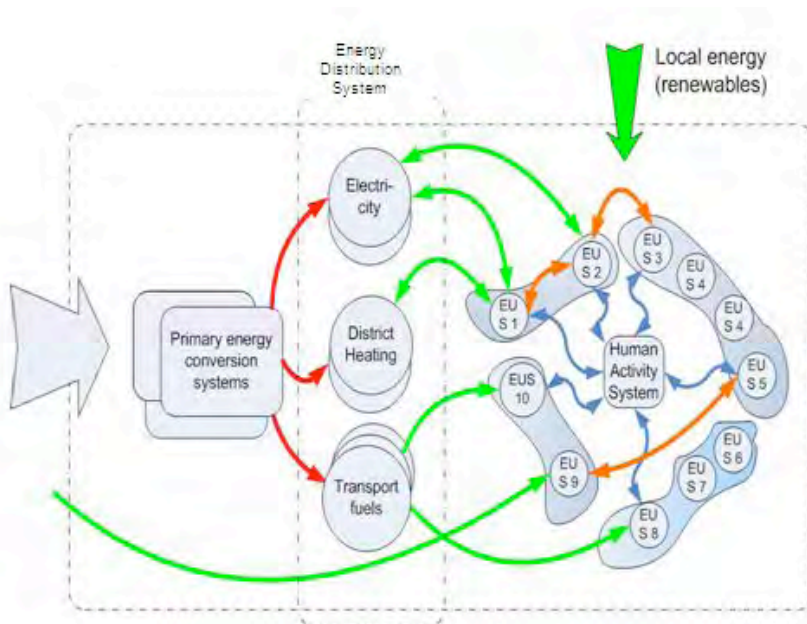 Energy
Distribution
System
Local energy
(renewables)
Electri-
city
EU
S 2
EU
S 3
EU
S 4
EU
S 1
EU
S 4
Primary energy
conversion
systems
District
Heating
Human
Activity
System
EU
S 5
EUS
10
EU
S 6
EU
S 7
EU
S 9
Transport
fuels
EU
S 8